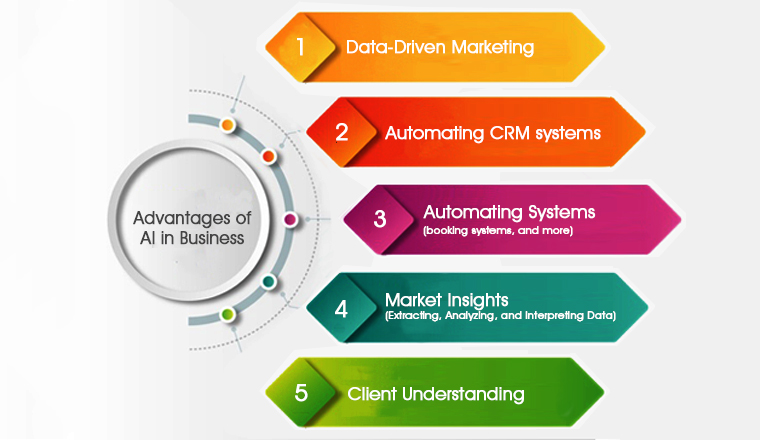 Advantages of
AI in Business
1
Data-Driven Marketing
2
Automating CRM systems
3
Automating Systems
(booking systems, and more)
4
Market Insights
(Extracting, Analyzing, and Interpreting Data)
5
Client Understanding